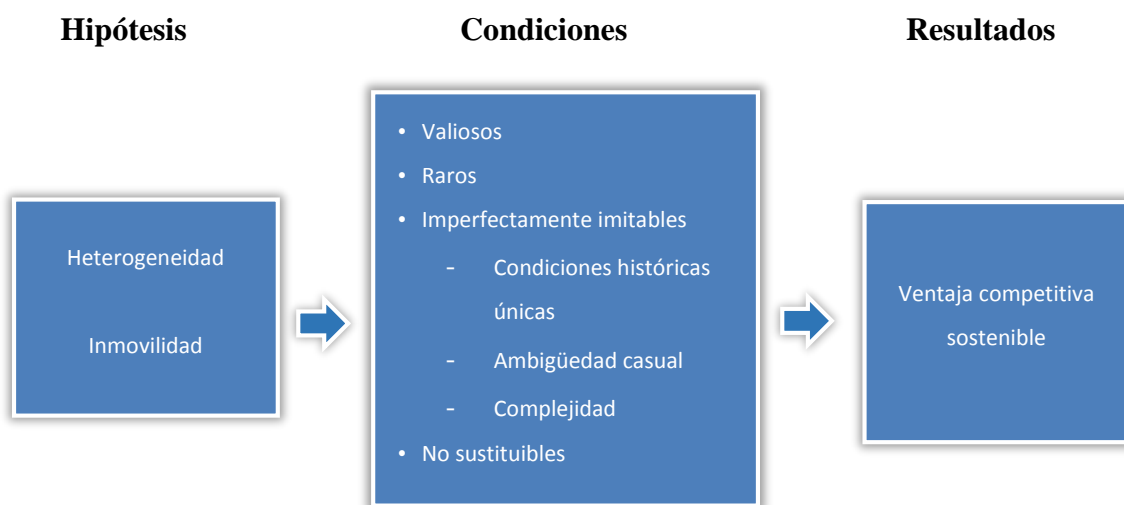 Hipótesis Condiciones Resultados
Heterogeneidad
Inmovilidad
• Valiosos
• Raros
• Imperfectamente imitables
- Condiciones históricas
únicas
- Ambigüedad casual
- Complejidad
• No sustituibles
Ventaja competitiva
sostenible